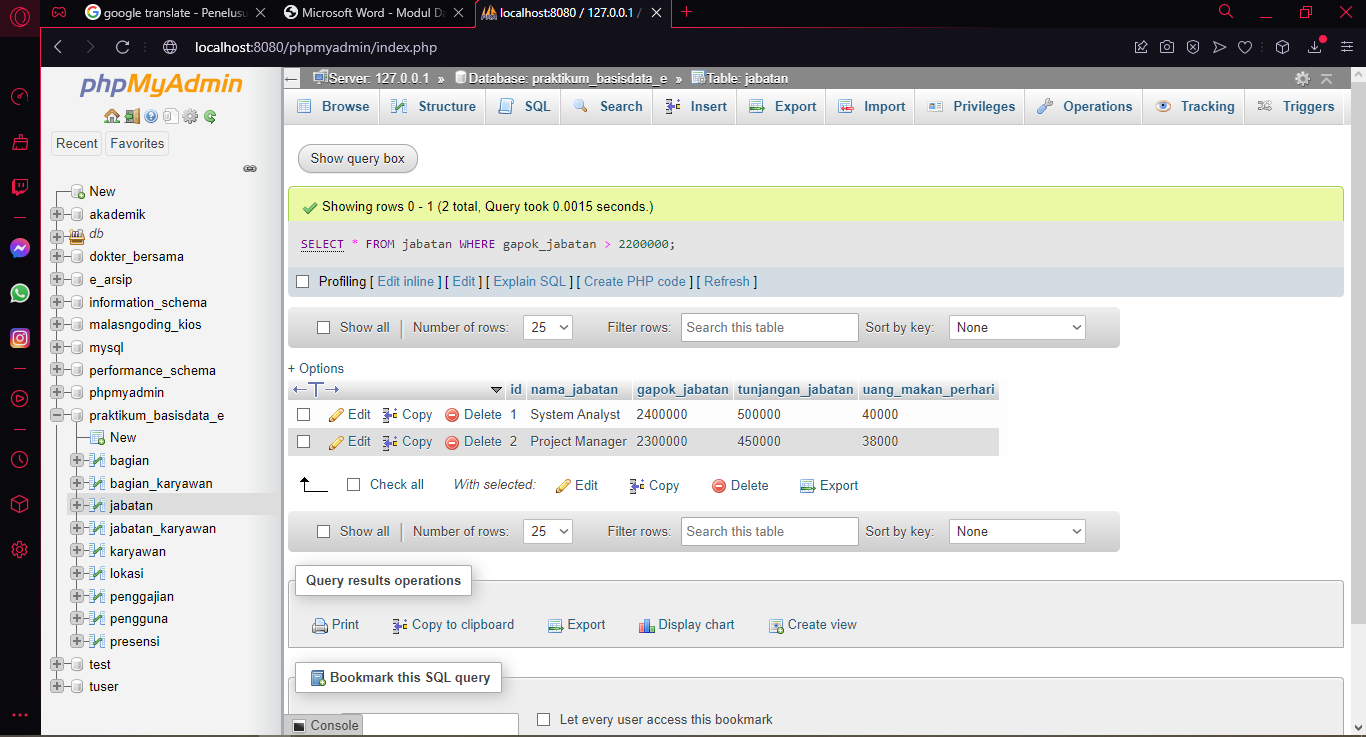 google translate - Penelusu
Microsoft Word - Modul Da
localhost:8080 / 127.0.0.1 /
localhost:8080/phpmyadmin/index.php
phpMyAdmin
Recent
Favorites
New
akademik
db
dokter_bersama
e_arsip
information_schema
malasngoding_kios
mysql
performance_schema
phpmyadmin
praktikum_basisdata_e
New
bagian
bagian_karyawan
jabatan
jabatan_karyawan
karyawan
lokasi
penggajian
pengguna
presensi
test
tuser
Server: 127.0.0.1 » Database: praktikum_basisdata_e » Table: jabatan
Browse Structure SQL Search Insert Export Import Privileges Operations Tracking Triggers
Show query box
Showing rows 0 - 1 (2 total, Query took 0.0015 seconds.)
SELECT * FROM jabatan WHERE gapok_jabatan > 2200000;
Profiling [ Edit inline ] [ Edit ] [ Explain SQL ] [ Create PHP code ] [ Refresh ]
Show all Number of rows: 25 Filter rows: Search this table Sort by key: None
+ Options
id nama_jabatan gapok_jabatan tunjangan_jabatan uang_makan_perhari
Edit Copy Delete 1 System Analyst 2400000 500000 40000
Edit Copy Delete 2 Project Manager 2300000 450000 38000
Check all With selected: Edit Copy Delete Export
Show all Number of rows: 25 Filter rows: Search this table Sort by key: None
Query results operations
Print Copy to clipboard Export Display chart Create view
Bookmark this SQL query
Let every user access this bookmark
Console